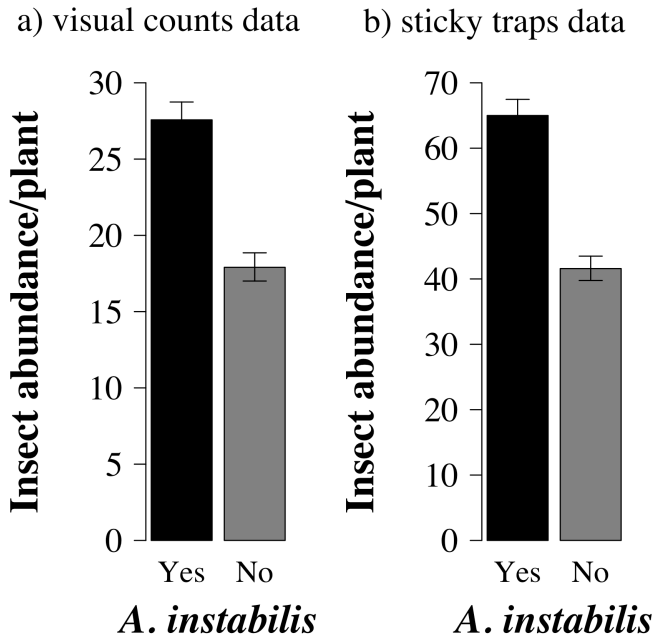 a) visual counts data
Insect abundance/plant
30
25
20
15
10
5
0
Yes No
A. instabilis
b) sticky traps data
Insect abundance/plant
70
60
50
40
30
20
10
0
Yes No
A. instabilis